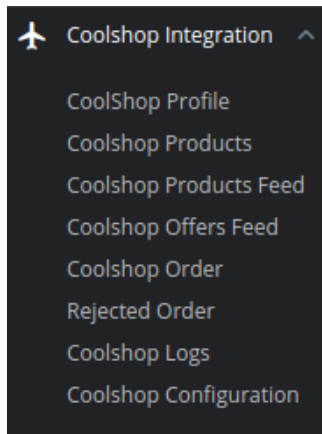 Coolshop Integration
CoolShop Profile
Coolshop Products
Coolshop Products Feed
Coolshop Offers Feed
Coolshop Order
Rejected Order
Coolshop Logs
Coolshop Configuration